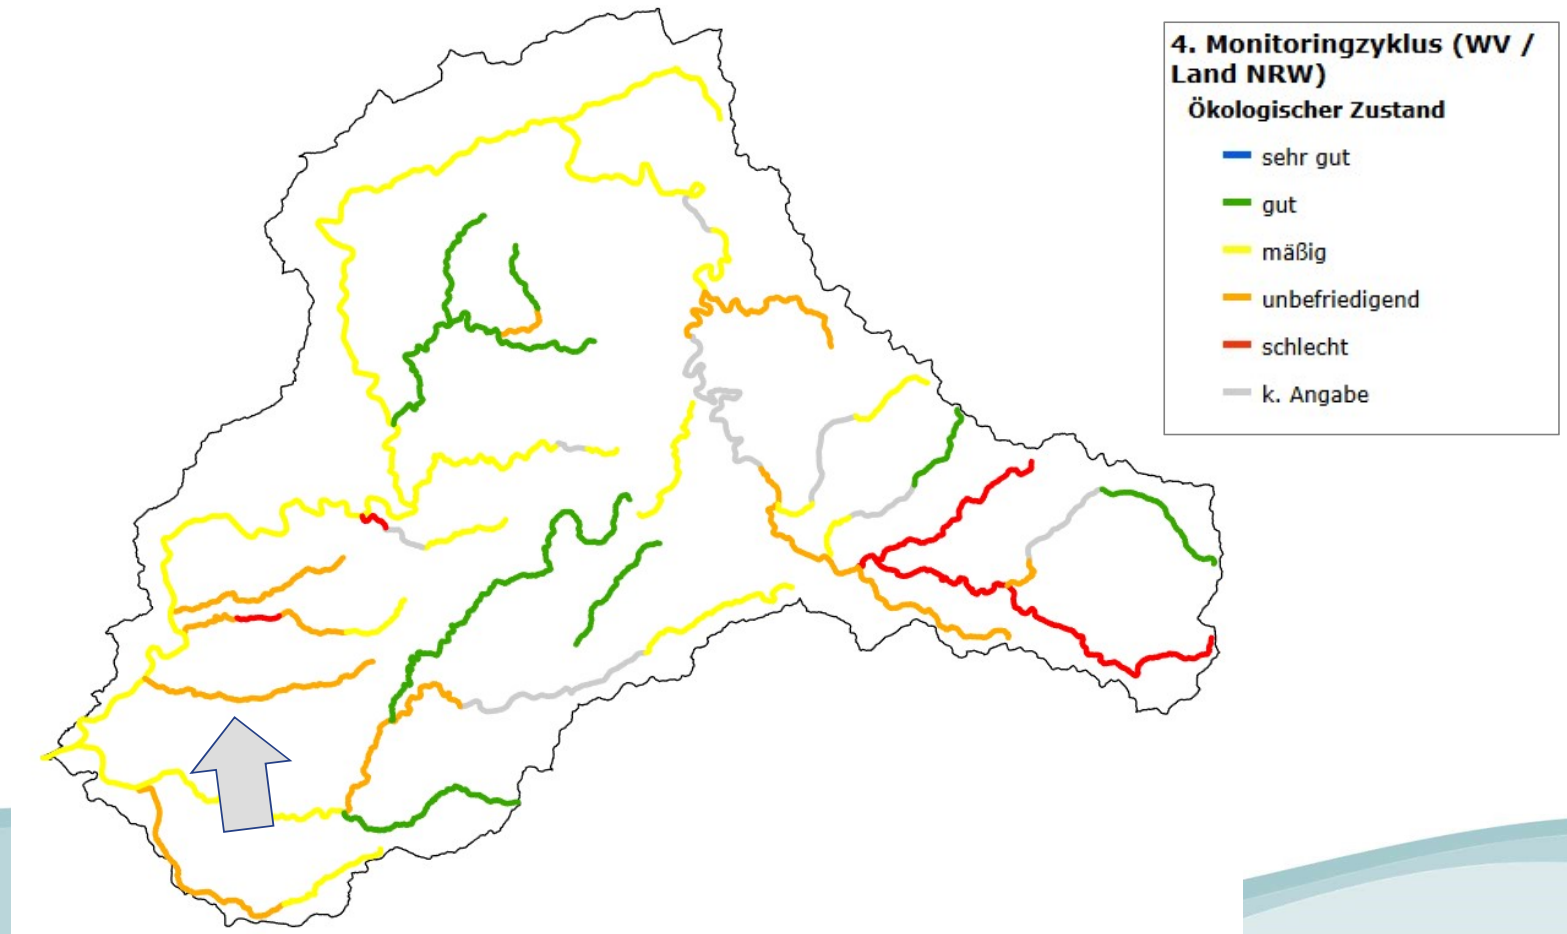 4. Monitoringzyklus (WV /
Land NRW)
Ökologischer Zustand
sehr gut
gut
mäßig
unbefriedigend
schlecht
k. Angabe